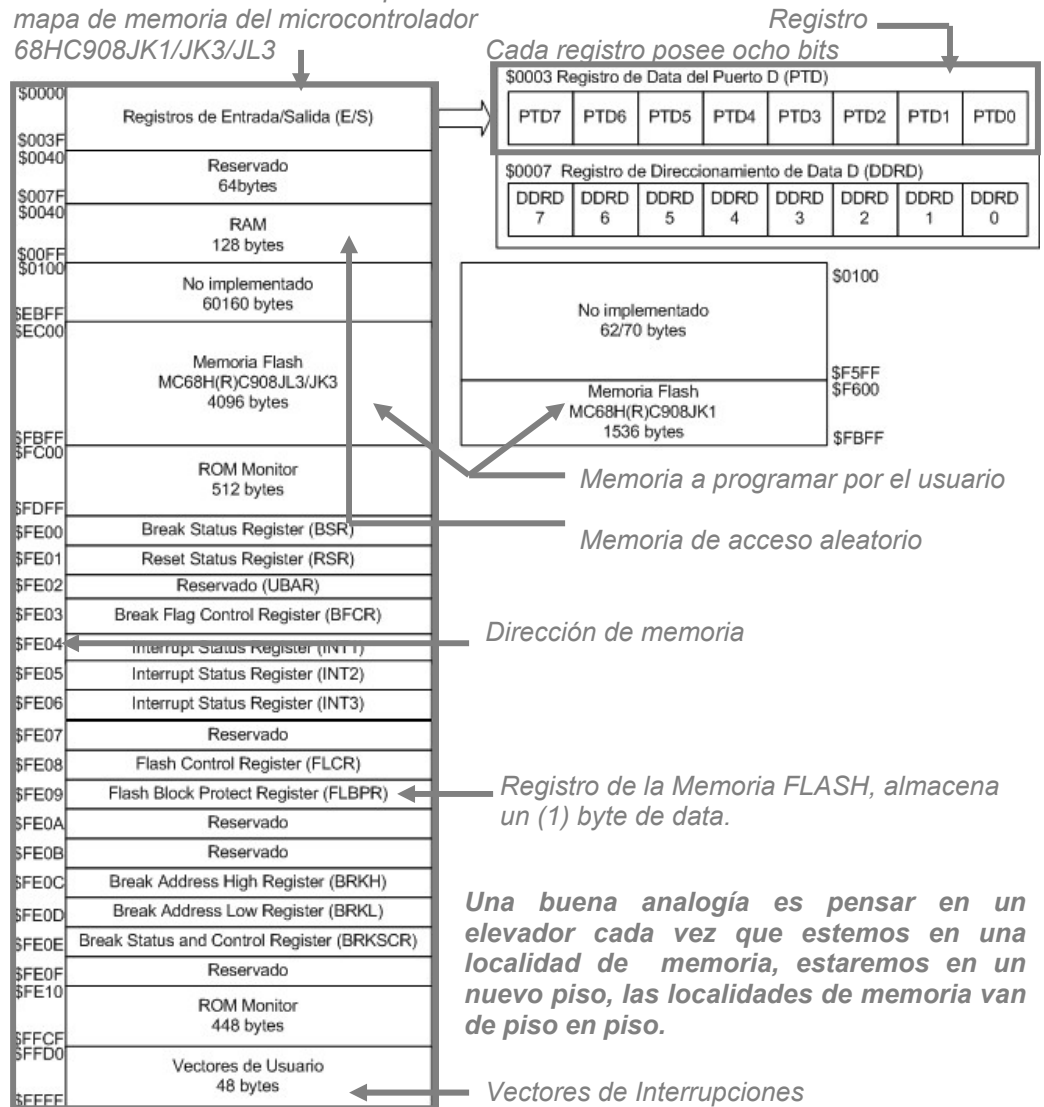 mapa de memoria del microcontrolador
68HC908JK1/JK3/JL3
Registro
Cada registro posee ocho bits
$0003 Registro de Data del Puerto D (PTD)
PTD7 PTD6 PTD5 PTD4 PTD3 PTD2 PTD1 PTD0
$0007 Registro de Direccionamiento de Data D (DDRD)
DDRD DDRD DDRD DDRD DDRD DDRD DDRD DDRD
7 6 5 4 3 2 1 0
$0000
Registros de Entrada/Salida (E/S)
$003F
$0040
Reservado
64bytes
$007F
$0040
RAM
128 bytes
$00FF
$0100
No implementado
60160 bytes
$EBFF
$EC00
Memoria Flash
MC68H(R)C908JL3/JK3
4096 bytes
$FBFF
$FC00
ROM Monitor
512 bytes
$FDFF
$FE00 Break Status Register (BSR)
$FE01 Reset Status Register (RSR)
$FE02 Reservado (UBAR)
$FE03 Break Flag Control Register (BFCR)
$FE04 Interrupt Status Register (INT1)
$FE05 Interrupt Status Register (INT2)
$FE06 Interrupt Status Register (INT3)
$FE07 Reservado
$FE08 Flash Control Register (FLCR)
$FE09 Flash Block Protect Register (FLBPR)
$FE0A Reservado
$FE0B Reservado
$FE0C Break Address High Register (BRKH)
$FE0D Break Address Low Register (BRKL)
$FE0E Break Status and Control Register (BRKSCR)
$FE0F Reservado
$FE10
ROM Monitor
448 bytes
$FFCF
$FFD0
Vectores de Usuario
48 bytes
$FFFF
$0100
No implementado
62/70 bytes
$F5FF
$F600
Memoria Flash
MC68H(R)C908JK1
1536 bytes
$FBFF
Memoria a programar por el usuario
Memoria de acceso aleatorio
Dirección de memoria
Registro de la Memoria FLASH, almacena
un (1) byte de data.
Una buena analogía es pensar en un
elevador cada vez que estemos en una
localidad de memoria, estaremos en un
nuevo piso, las localidades de memoria van
de piso en piso.
Vectores de Interrupciones